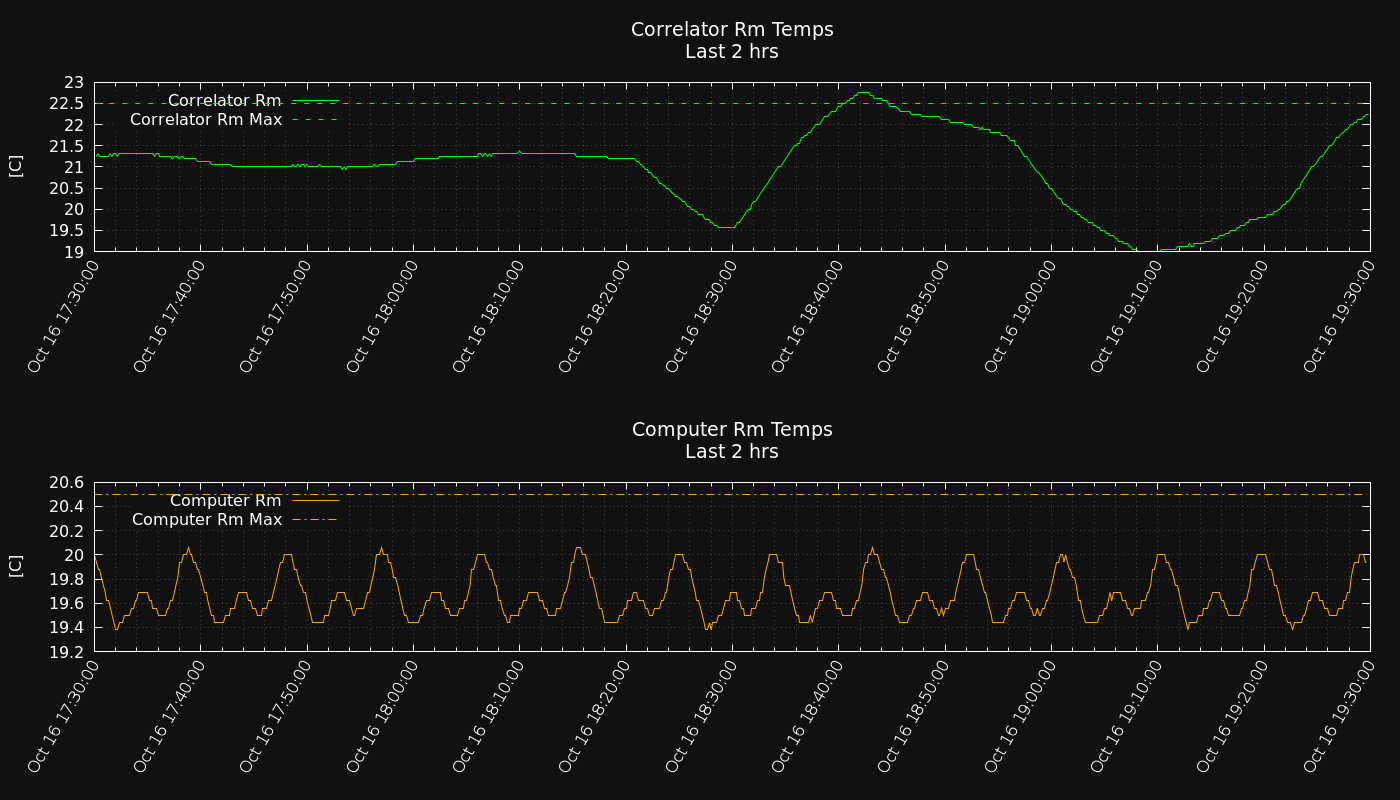 Correlator Rm Temps
Last 2 hrs
Correlator Rm
Correlator Rm Max
[C]
23
22.5
22
21.5
21
20.5
20
19.5
19
Oct 16 17:30:00
Oct 16 17:40:00
Oct 16 17:50:00
Oct 16 18:00:00
Oct 16 18:10:00
Oct 16 18:20:00
Oct 16 18:30:00
Oct 16 18:40:00
Oct 16 18:50:00
Oct 16 19:00:00
Oct 16 19:10:00
Oct 16 19:20:00
Oct 16 19:30:00
Computer Rm Temps
Last 2 hrs
Computer Rm
Computer Rm Max
[C]
20.6
20.4
20.2
20
19.8
19.6
19.4
19.2
Oct 16 17:30:00
Oct 16 17:40:00
Oct 16 17:50:00
Oct 16 18:00:00
Oct 16 18:10:00
Oct 16 18:20:00
Oct 16 18:30:00
Oct 16 18:40:00
Oct 16 18:50:00
Oct 16 19:00:00
Oct 16 19:10:00
Oct 16 19:20:00
Oct 16 19:30:00